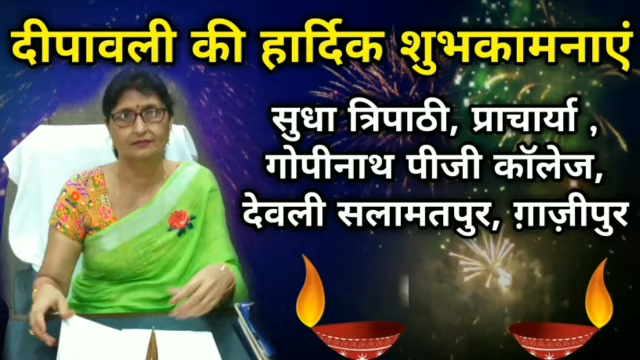 दीपावली की हार्दिक शुभकामनाएं
सुधा त्रिपाठी, प्राचार्या ,
गोपीनाथ पीजी कॉलेज,
देवली सलामतपुर, ग़ाज़ीपुर